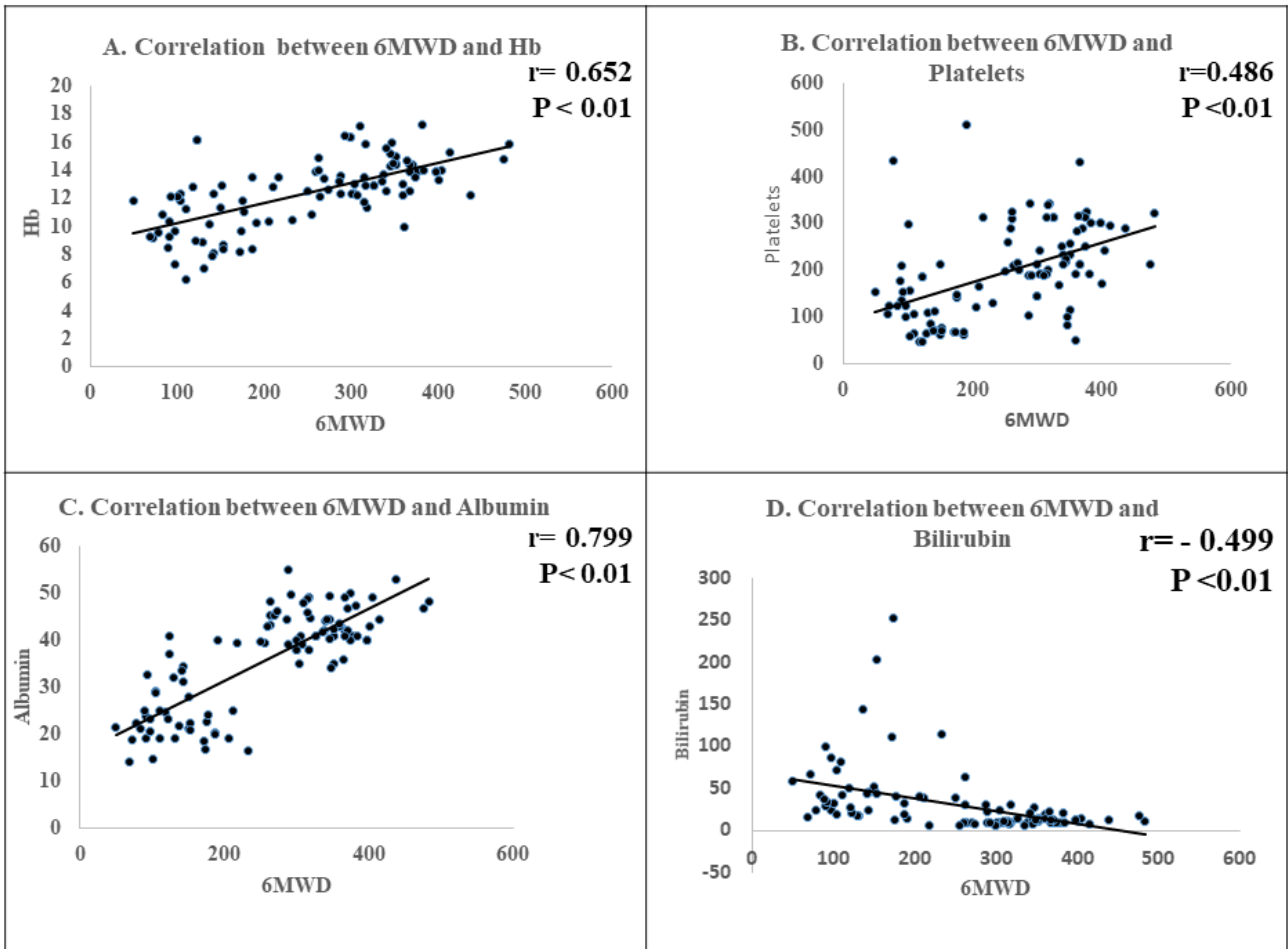 A. Correlation between 6MWD and Hb
r= 0.652
P < 0.01
20
18
16
14
12
10
8
6
4
2
0
Hb
0 100 200 300 400 500 600
6MWD
B. Correlation between 6MWD and
Platelets
r=0.486
P <0.01
600
500
400
300
200
100
0
Platelets
0 200 400 600
6MWD
C. Correlation between 6MWD and Albumin
r= 0.799
P< 0.01
60
50
40
30
20
10
0
Albumin
0 200 400 600
6MWD
D. Correlation between 6MWD and
Bilirubin
r= - 0.499
P <0.01
300
250
200
150
100
50
0
-50
Bilirubin
0 100 200 300 400 500 600
6MWD